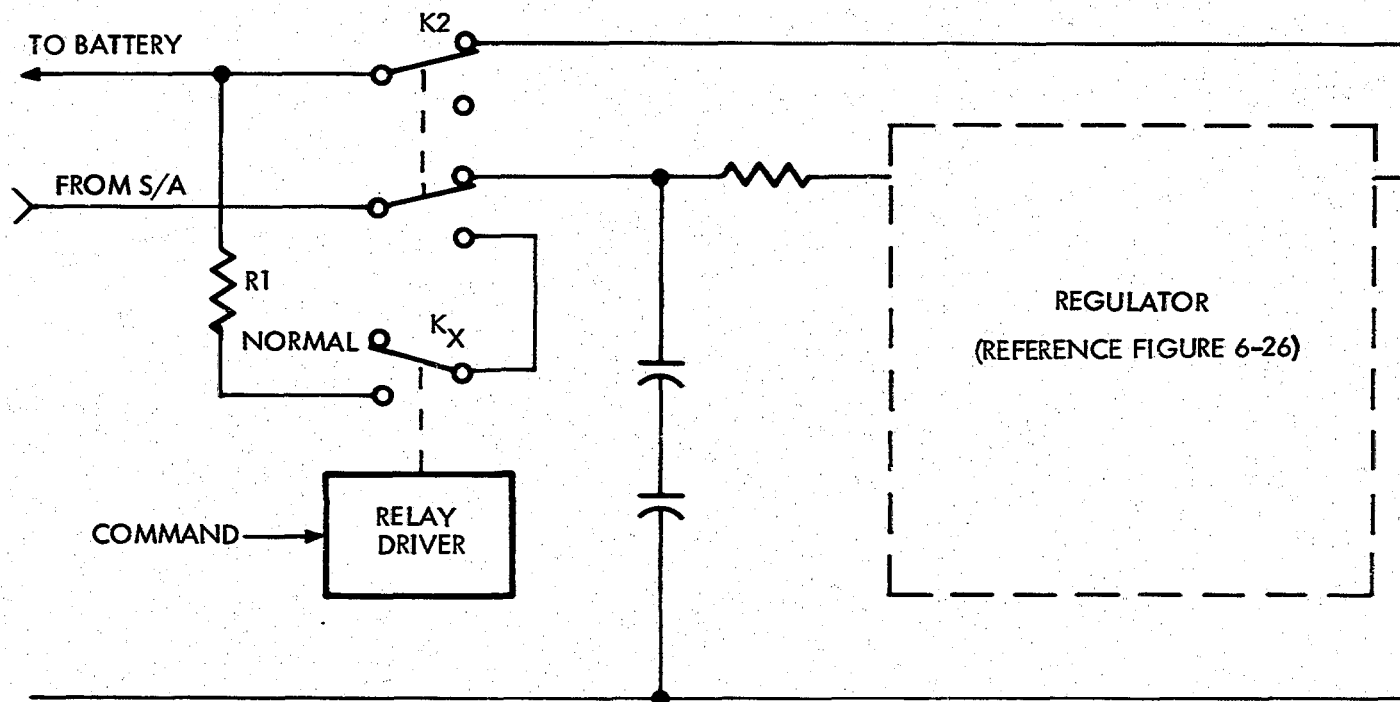 K2
TO BATTERY
FROM S/A
R1
NORMAL
KX
REGULATOR
(REFERENCE FIGURE 6-26)
COMMAND
RELAY
DRIVER